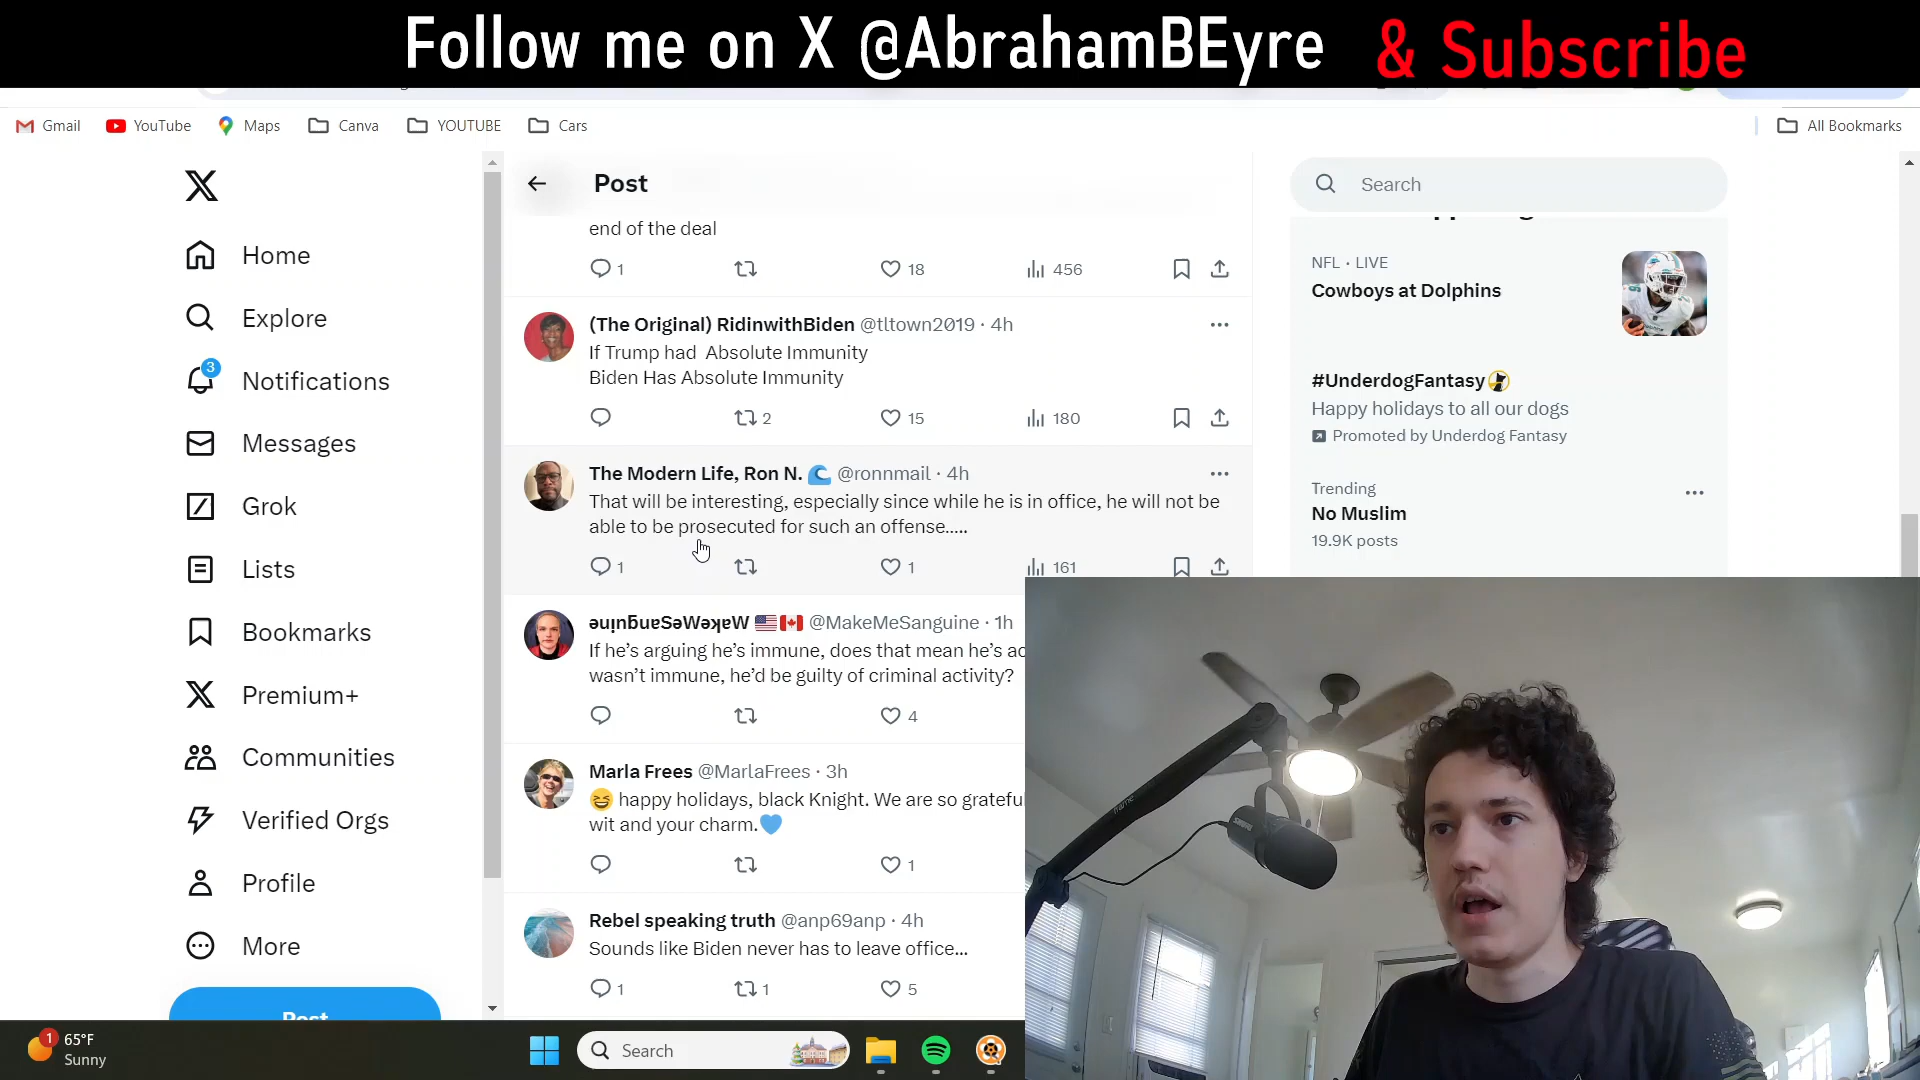 Follow me on X @AbrahamBEyre & Subscribe
Gmail
YouTube
Maps
Canva
YOUTUBE
Cars
All Bookmarks
Home
Explore
3
Notifications
Messages
Grok
Lists
Bookmarks
Premium+
Communities
Verified Orgs
Profile
More
Post
Post
end of the deal
1
18
456
(The Original) RidinwithBiden @tltown2019 · 4h
If Trump had Absolute Immunity
Biden Has Absolute Immunity
2
15
180
The Modern Life, Ron N. 🌊 @ronnmail · 4h
That will be interesting, especially since while he is in office, he will not be
able to be prosecuted for such an offense.....
1
1
161
ǝuᴉnƃuɐSǝWǝʞɐW 🇺🇸🇨🇦 @MakeMeSanguine · 1h
If he's arguing he's immune, does that mean he's
wasn't immune, he'd be guilty of criminal activity?
4
Marla Frees @MarlaFrees · 3h
😆 happy holidays, black Knight. We are so grateful
wit and your charm.💙
1
Rebel speaking truth @anp69anp · 4h
Sounds like Biden never has to leave office...
1
1
5
Search
NFL · LIVE
Cowboys at Dolphins
#UnderdogFantasy
Happy holidays to all our dogs
Promoted by Underdog Fantasy
Trending
No Muslim
19.9K posts
1
65°F
Sunny
Search